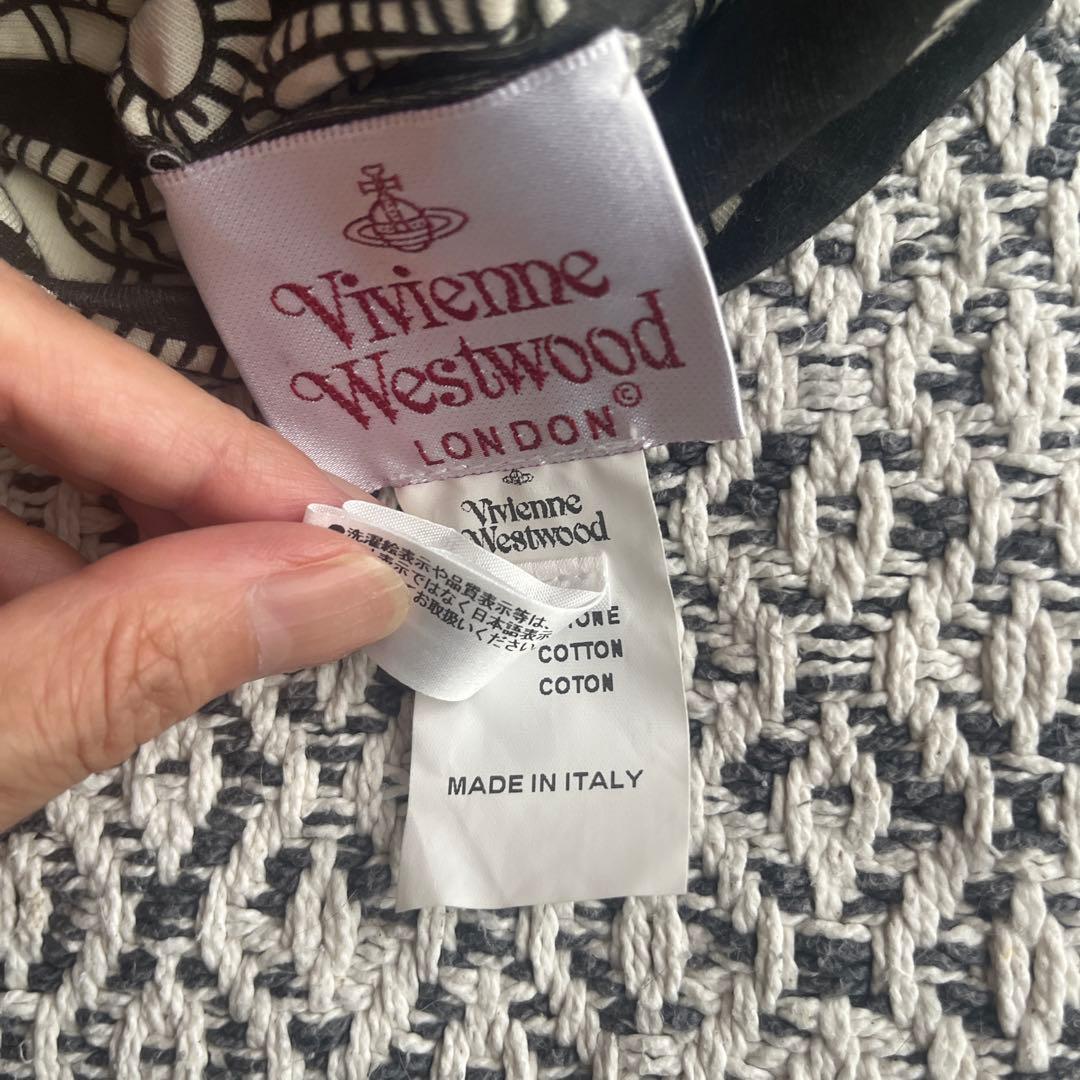 Vivienne
Westwood
LONDON ©
Vivienne
Westwood
COTTON
COTON
●洗濯絵表示や品質表示等は、
表示ではなく日本語表示
お取扱いください
MADE IN ITALY